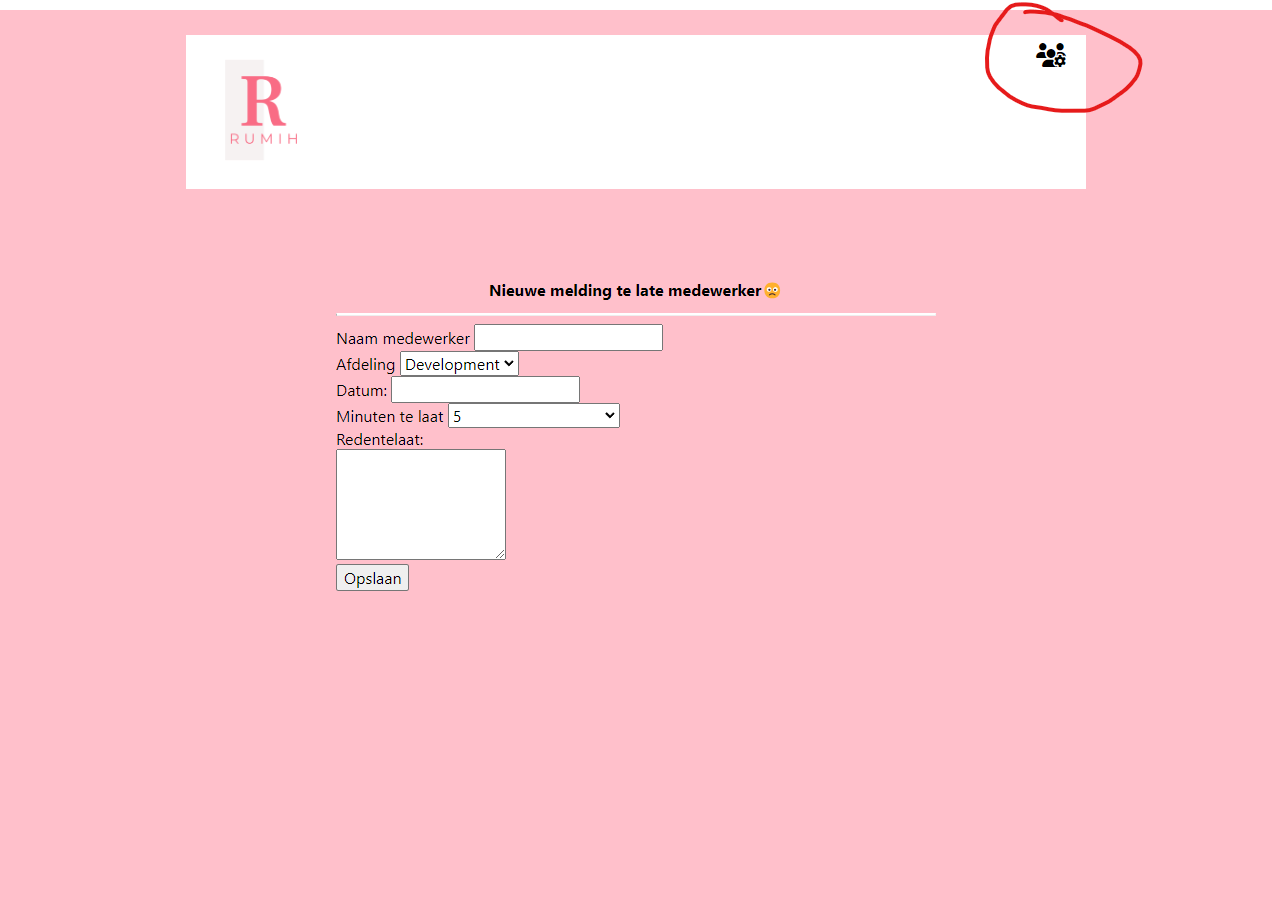 R
RUMIH
Nieuwe melding te late medewerker🙁
Naam medewerker
Afdeling Development
Datum:
Minuten te laat 5
Redentelaat:
Opslaan